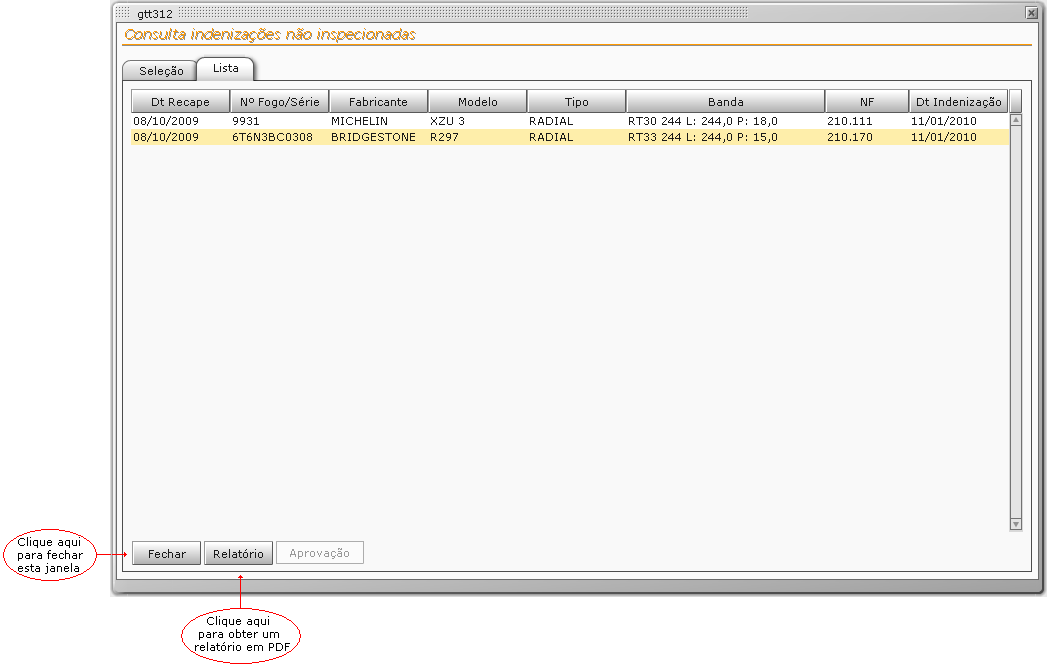 gtt312
Consulta indenizações não inspecionadas
Seleção Lista
Dt Recape Nº Fogo/Série Fabricante Modelo Tipo Banda NF Dt Indenização
08/10/2009 9931 MICHELIN XZU 3 RADIAL RT30 244 L: 244,0 P: 18,0 210.111 11/01/2010
08/10/2009 6T6N3BC0308 BRIDGESTONE R297 RADIAL RT33 244 L: 244,0 P: 15,0 210.170 11/01/2010
Clique aqui
para fechar
esta janela
Fechar Relatório Aprovação
Clique aqui
para obter um
relatório em PDF